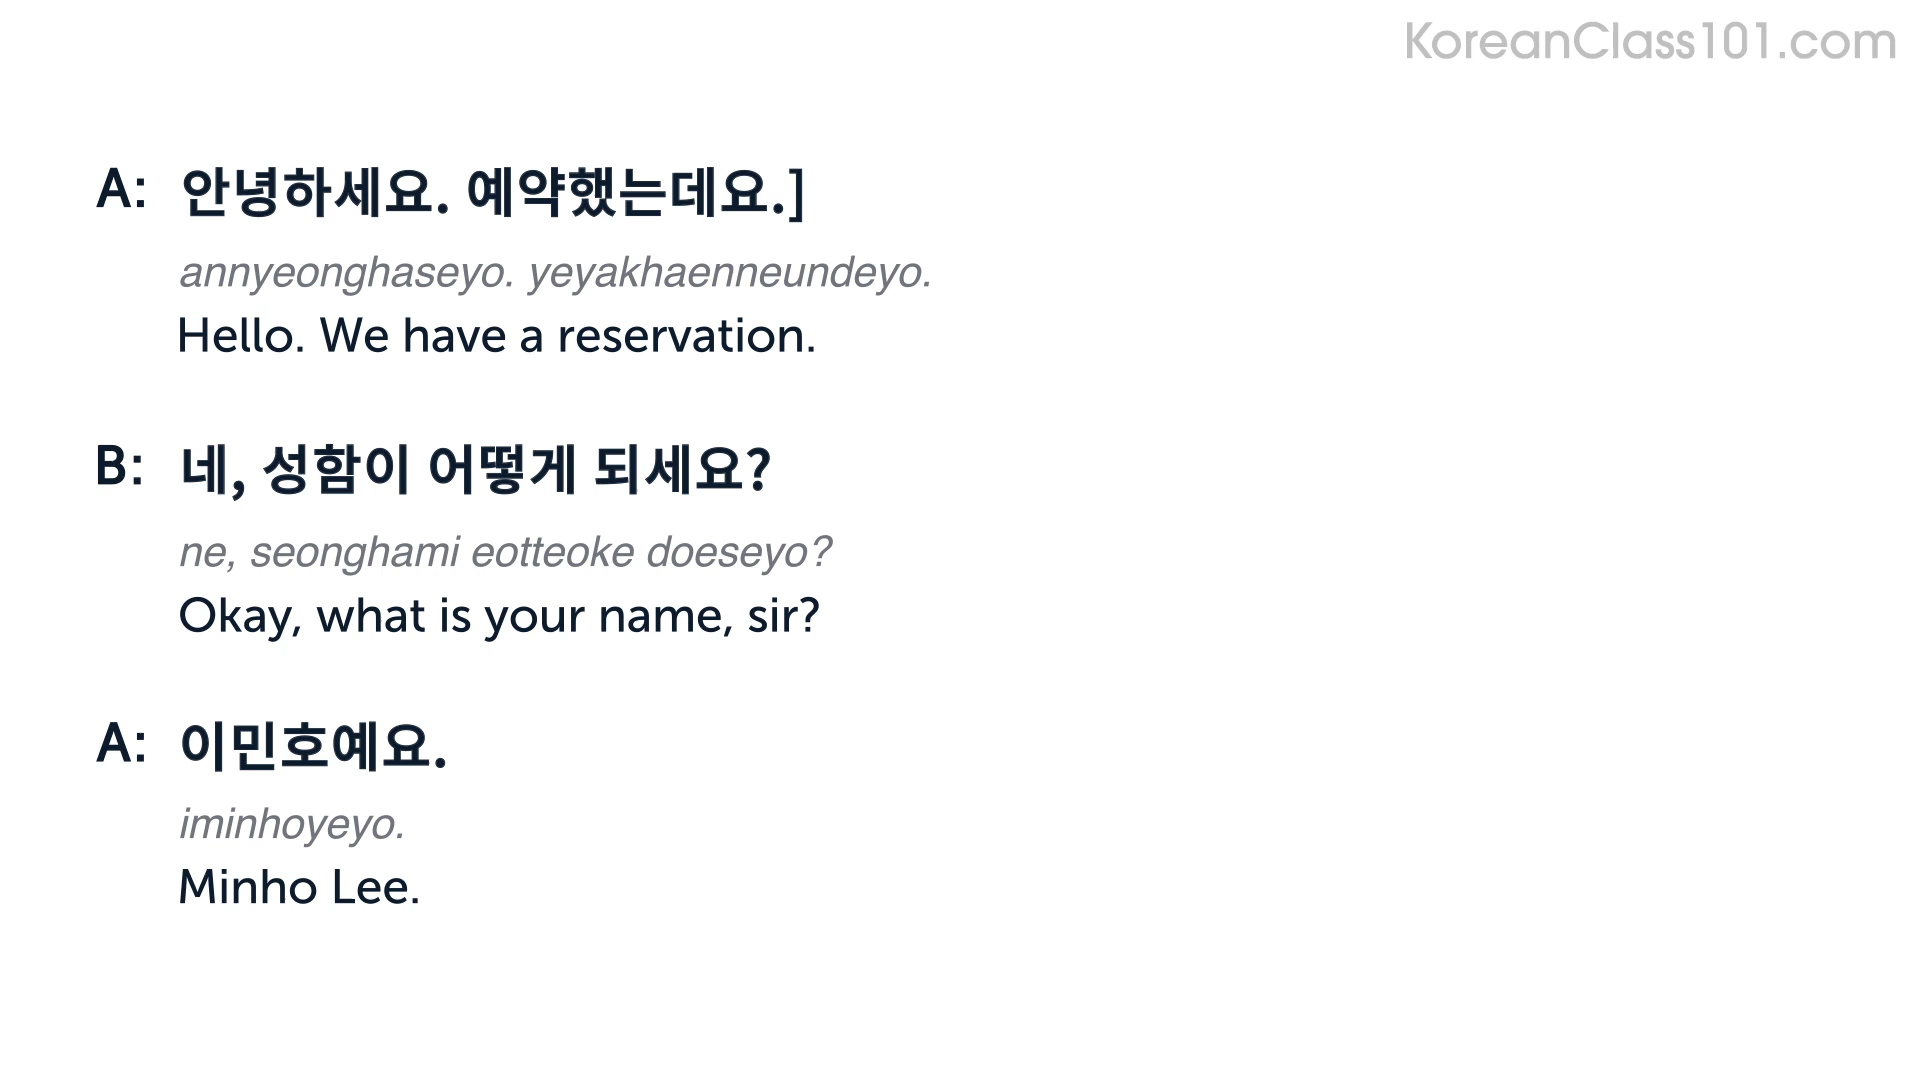 KoreanClass101.com
A: 안녕하세요. 예약했는데요.]
annyeonghaseyo. yeyakhaenneundeyo.
Hello. We have a reservation.
B: 네, 성함이 어떻게 되세요?
ne, seonghami eotteoke doeseyo?
Okay, what is your name, sir?
A: 이민호예요.
iminhoyeyo.
Minho Lee.